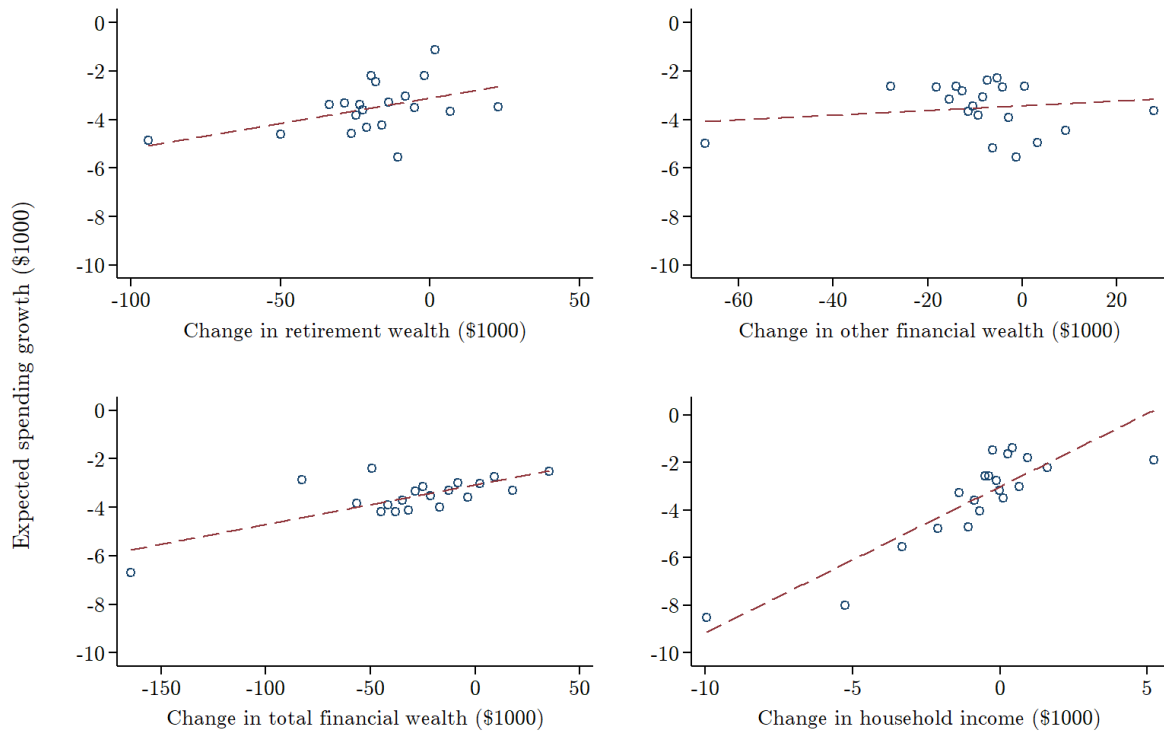 Expected spending growth ($1000)
0
-2
-4
-6
-8
-10
-100 -50 0 50
Change in retirement wealth ($1000)
0
-2
-4
-6
-8
-10
-60 -40 -20 0 20
Change in other financial wealth ($1000)
0
-2
-4
-6
-8
-10
-150 -100 -50 0 50
Change in total financial wealth ($1000)
0
-2
-4
-6
-8
-10
-10 -5 0 5
Change in household income ($1000)